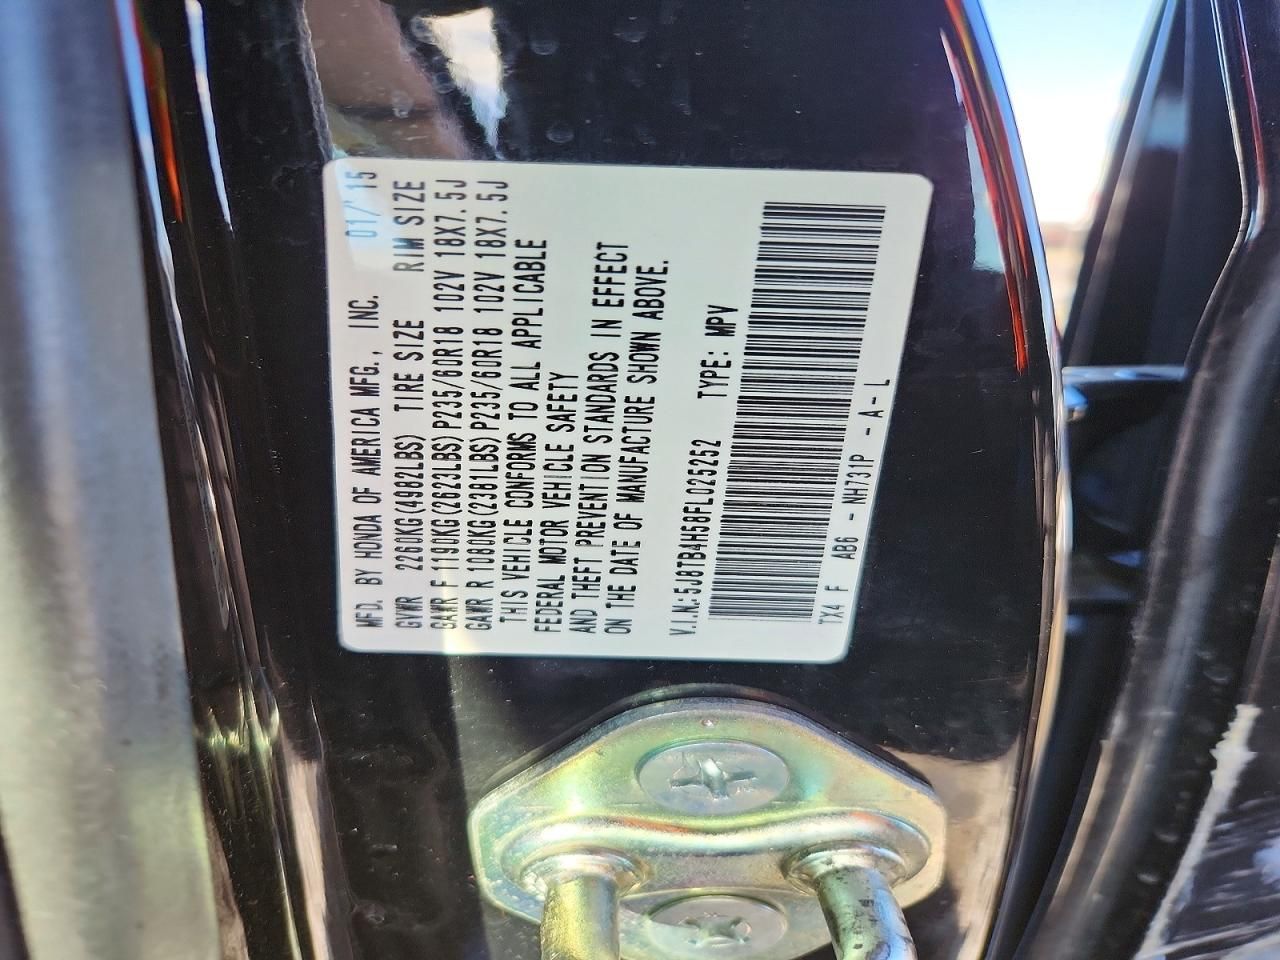 MFD. BY HONDA OF AMERICA MFG., INC. 01/15
GVWR 2260KG(4982LBS) TIRE SIZE RIM SIZE
GAWR F 1190KG(2623LBS) P235/60R18 102V 18X7.5J
GAWR R 1080KG(2381LBS) P235/60R18 102V 18X7.5J
THIS VEHICLE CONFORMS TO ALL APPLICABLE
FEDERAL MOTOR VEHICLE SAFETY
AND THEFT PREVENTION STANDARDS IN EFFECT
ON THE DATE OF MANUFACTURE SHOWN ABOVE.
V.I.N.: 5J8TB4H58FL025252 TYPE: MPV
TX4 F AB6 - NH731P - A - L